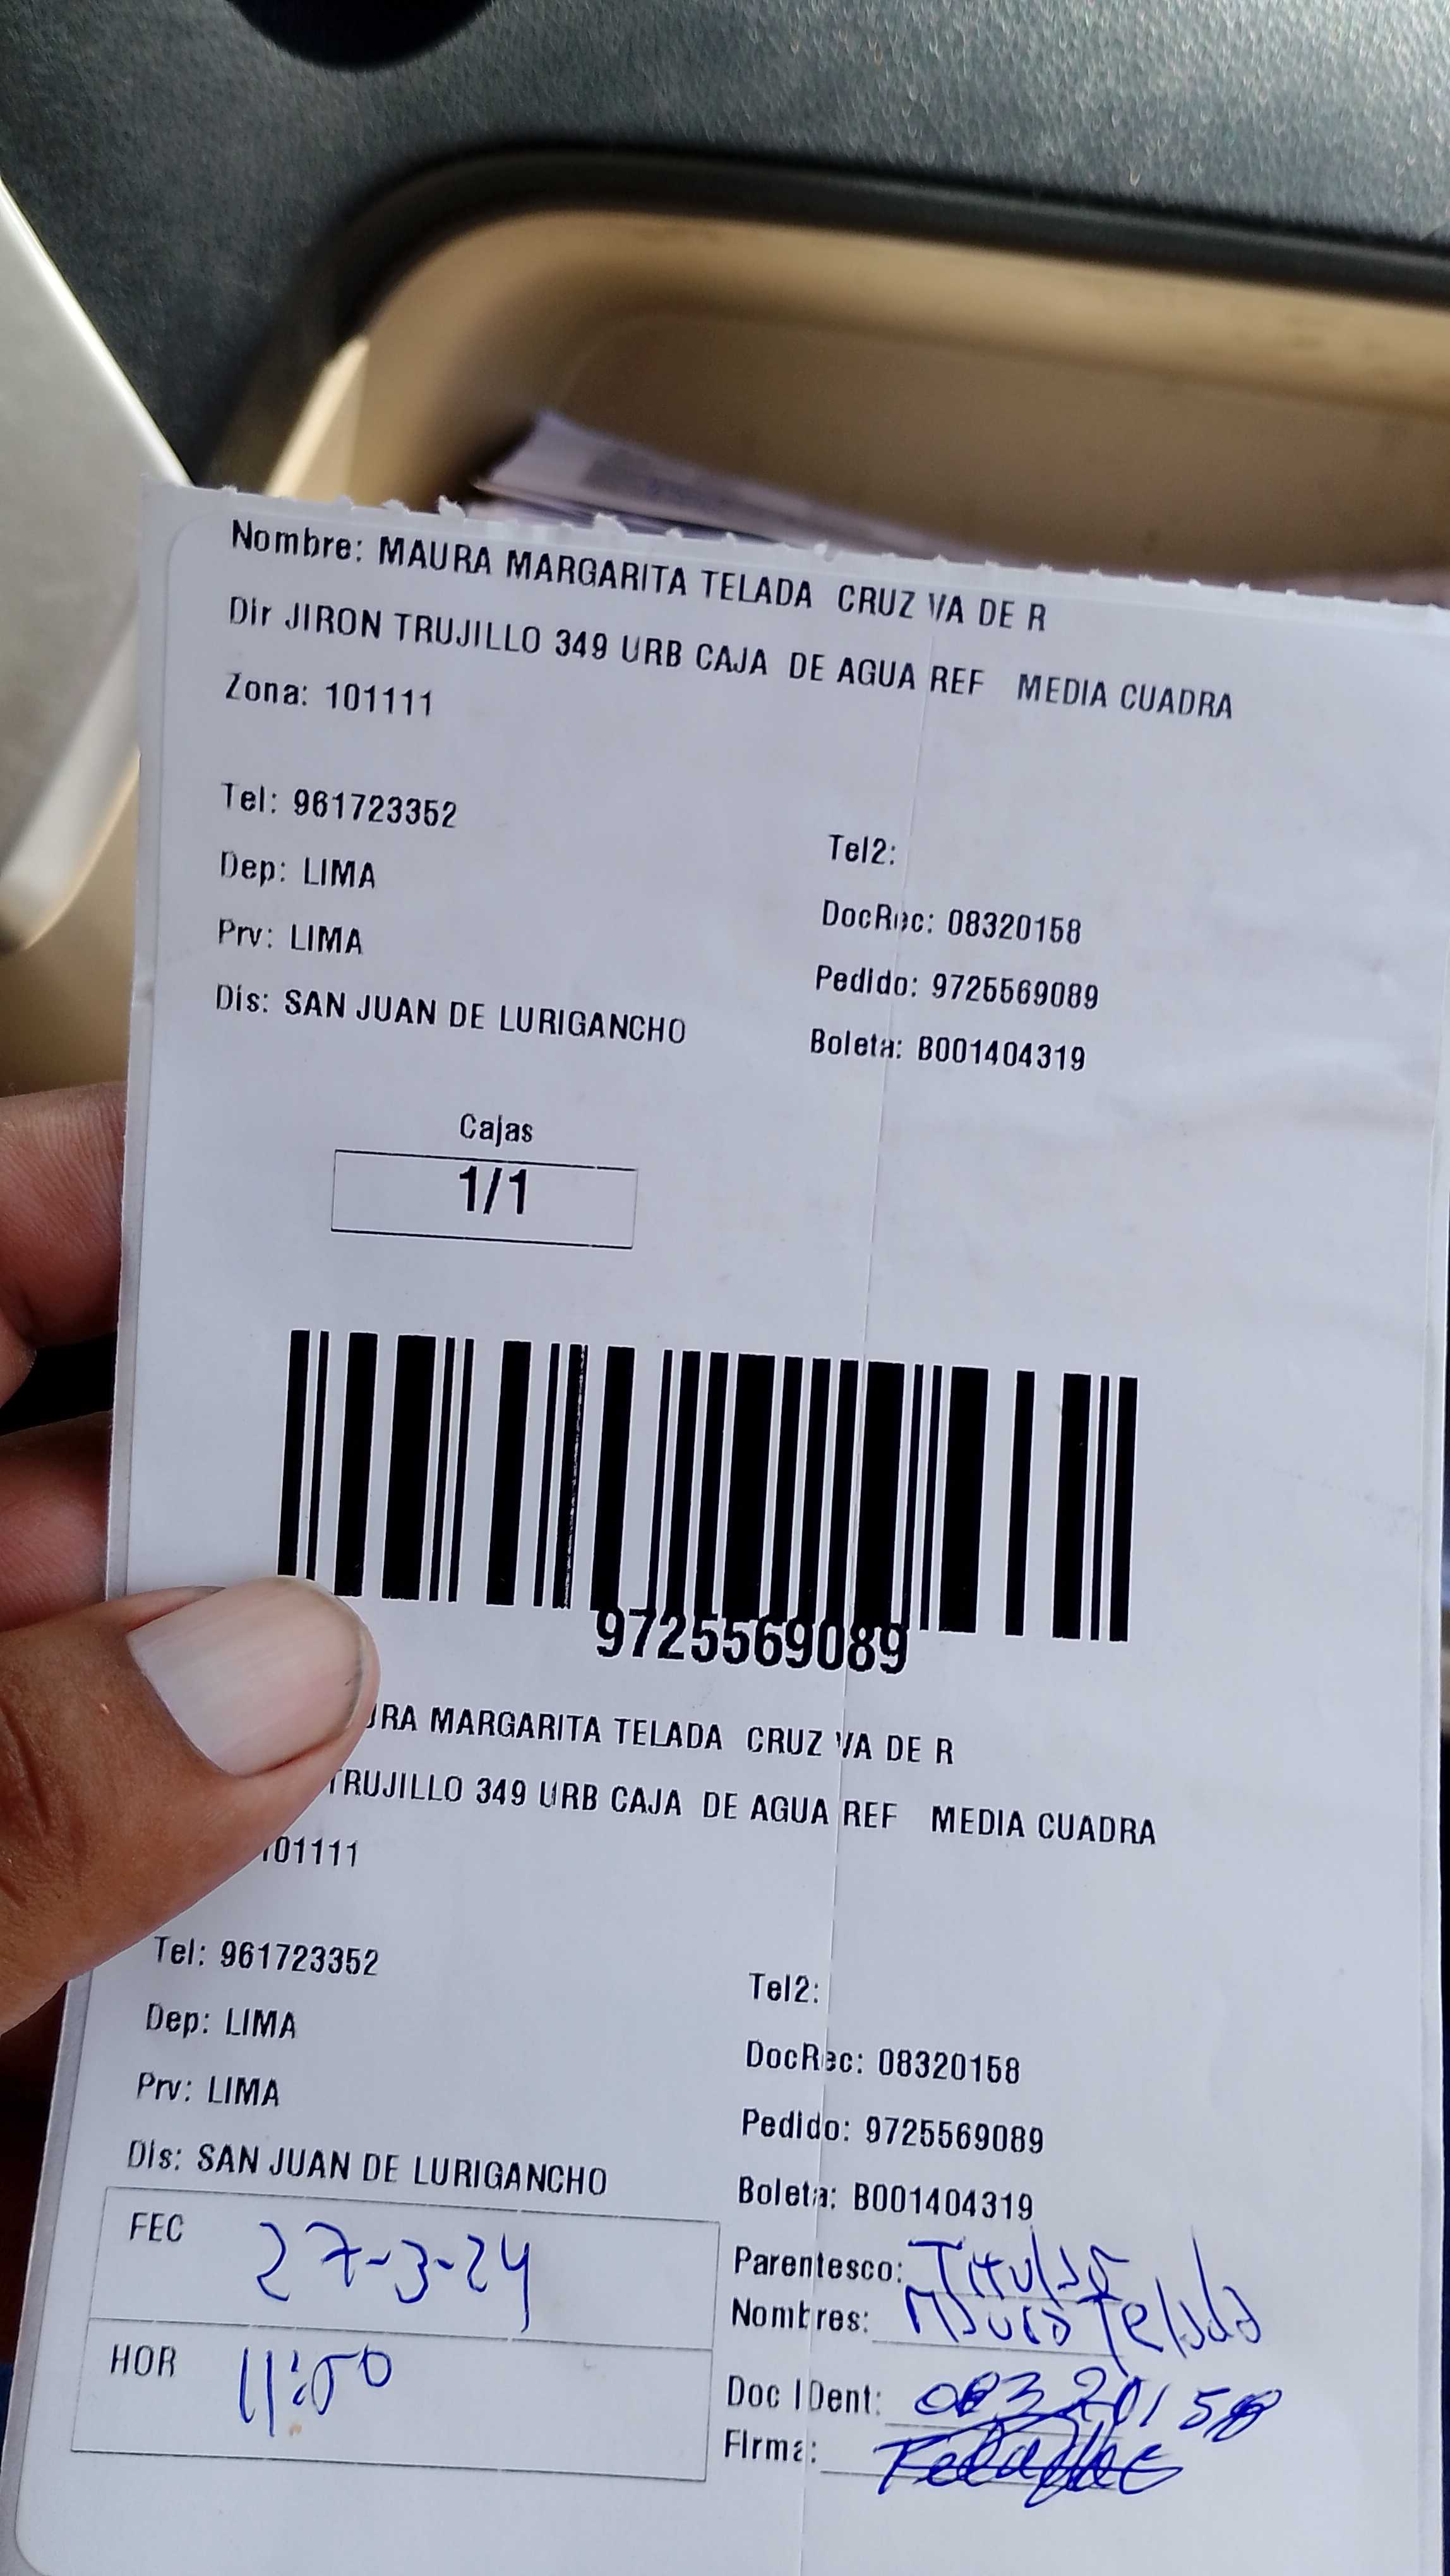 Nombre: MAURA MARGARITA TELADA CRUZ VA DE R
Dir JIRON TRUJILLO 349 URB CAJA DE AGUA REF MEDIA CUADRA
Zona: 101111
Tel: 961723352
Tel2:
Dep: LIMA
DocRec: 08320158
Prv: LIMA
Pedido: 9725569089
Dis: SAN JUAN DE LURIGANCHO
Boleta: B001404319
Cajas
1/1
9725569089
URA MARGARITA TELADA CRUZ VA DE R
TRUJILLO 349 URB CAJA DE AGUA REF MEDIA CUADRA
101111
Tel: 961723352
Tel2:
Dep: LIMA
DocRec: 08320158
Prv: LIMA
Pedido: 9725569089
Dis: SAN JUAN DE LURIGANCHO
Boleta: B001404319
FEC 27-3-24
Parentesco: Titular
Nombres: Maura Telada
HOR 11:50
Doc IDent: 08320158
Firma: